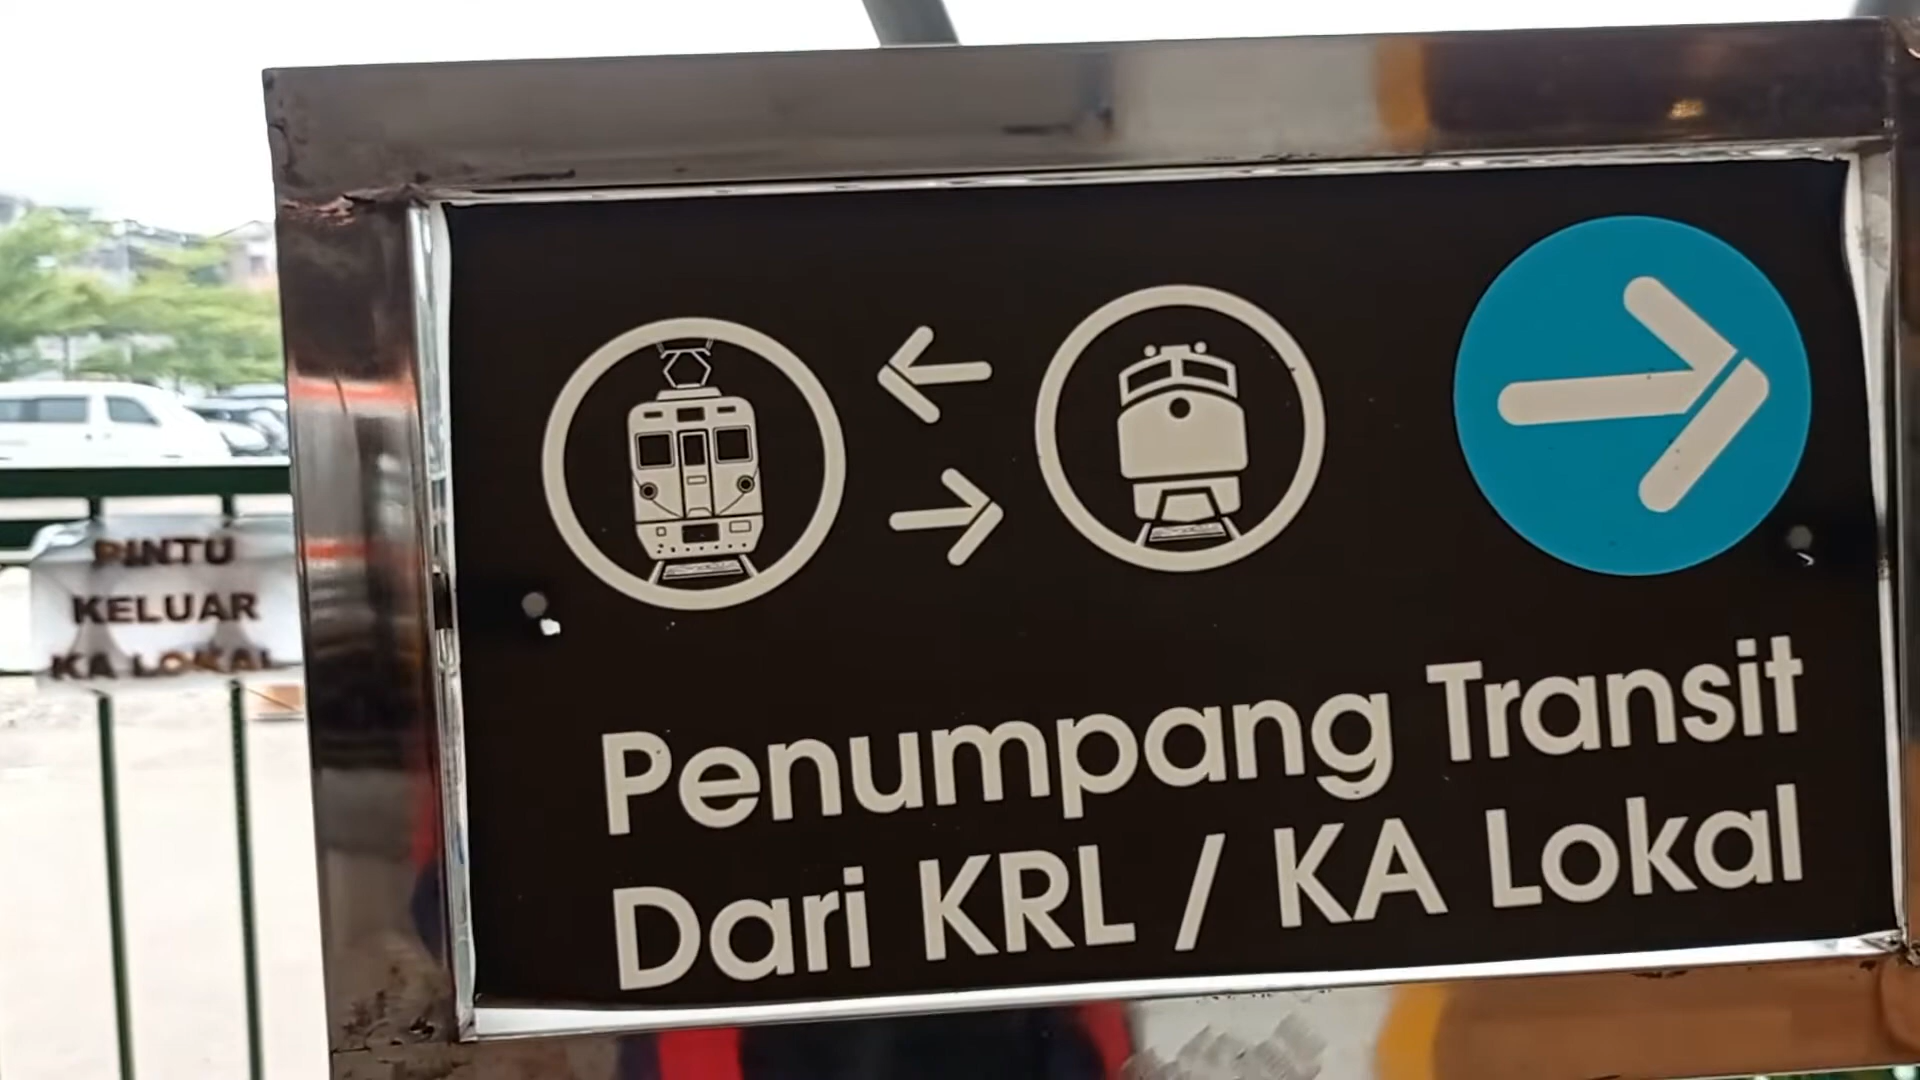 Penumpang Transit
Dari KRL / KA Lokal
PINTU
KELUAR
KA LOKAL